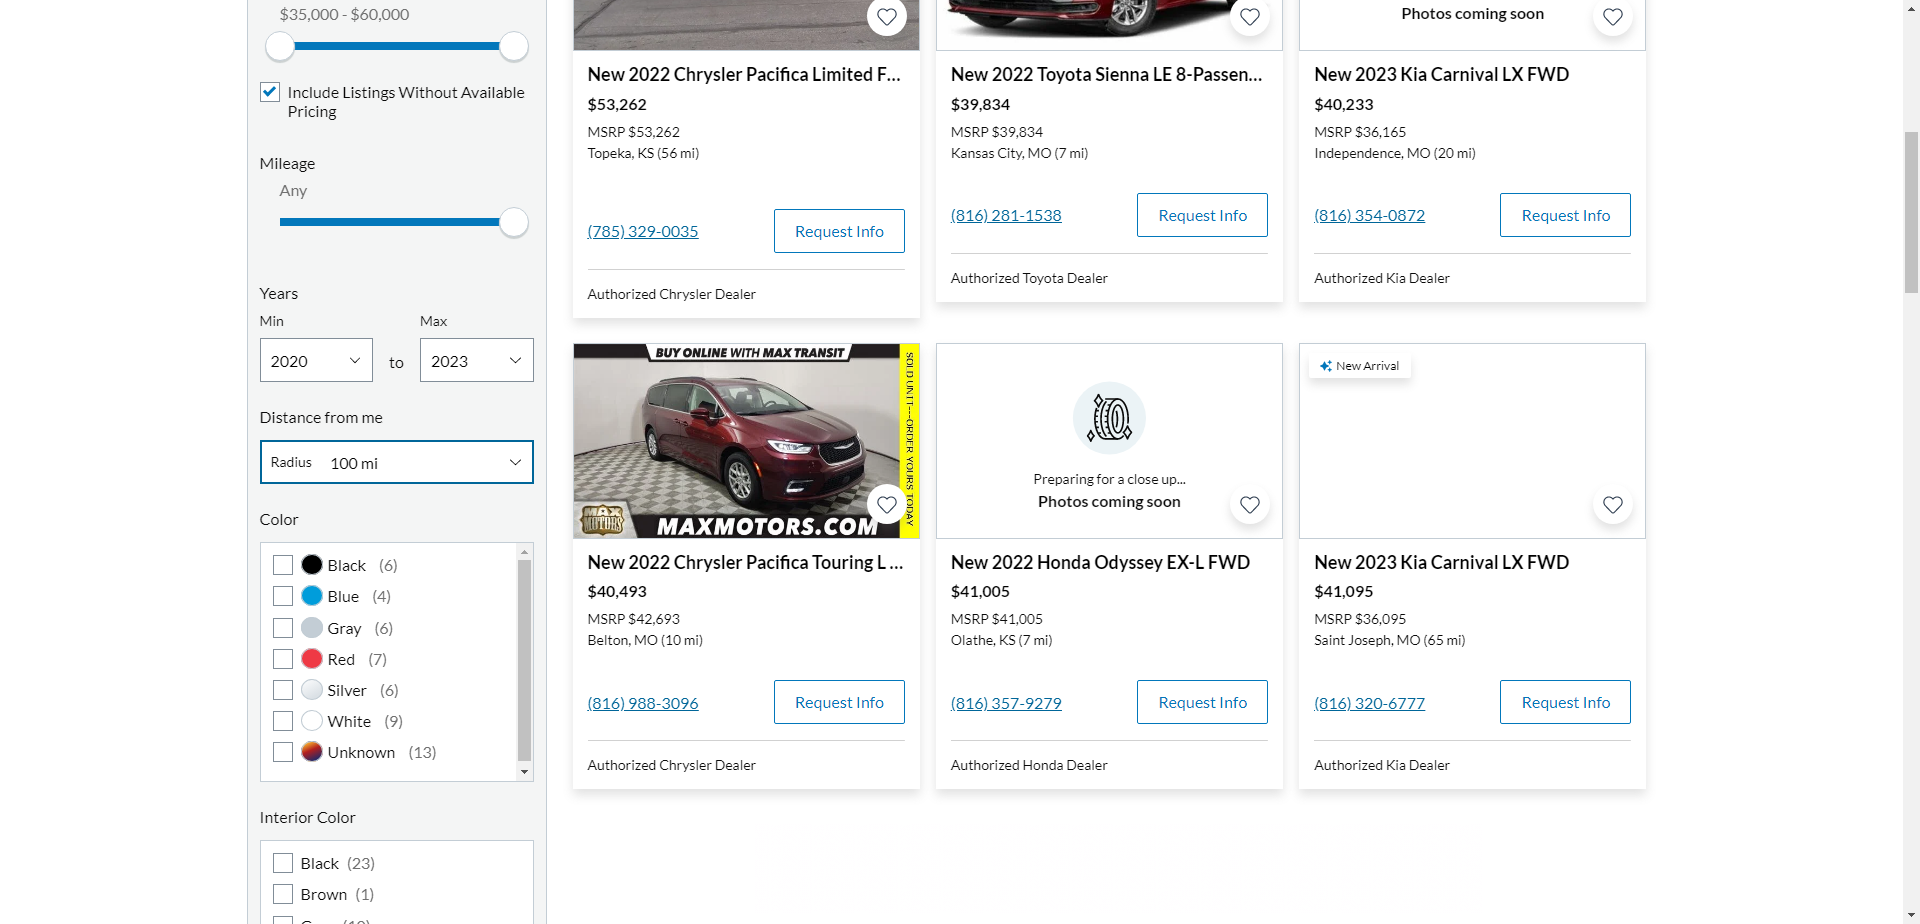 $35,000 - $60,000
Include Listings Without Available
Pricing
Mileage
Any
Years
Min
Max
2020
to
2023
Distance from me
Radius
100 mi
Color
Black (6)
Blue (4)
Gray (6)
Red (7)
Silver (6)
White (9)
Unknown (13)
Interior Color
Black (23)
Brown (1)
New 2022 Chrysler Pacifica Limited F...
$53,262
MSRP $53,262
Topeka, KS (56 mi)
(785) 329-0035
Request Info
Authorized Chrysler Dealer
New 2022 Toyota Sienna LE 8-Passen...
$39,834
MSRP $39,834
Kansas City, MO (7 mi)
(816) 281-1538
Request Info
Authorized Toyota Dealer
Photos coming soon
New 2023 Kia Carnival LX FWD
$40,233
MSRP $36,165
Independence, MO (20 mi)
(816) 354-0872
Request Info
Authorized Kia Dealer
BUY ONLINE WITH MAX TRANSIT
SOLD UNIT---ORDER YOURS TODAY
MAX
MOTORS
MAXMOTORS.COM
New 2022 Chrysler Pacifica Touring L ...
$40,493
MSRP $42,693
Belton, MO (10 mi)
(816) 988-3096
Request Info
Authorized Chrysler Dealer
Preparing for a close up...
Photos coming soon
New 2022 Honda Odyssey EX-L FWD
$41,005
MSRP $41,005
Olathe, KS (7 mi)
(816) 357-9279
Request Info
Authorized Honda Dealer
New Arrival
New 2023 Kia Carnival LX FWD
$41,095
MSRP $36,095
Saint Joseph, MO (65 mi)
(816) 320-6777
Request Info
Authorized Kia Dealer